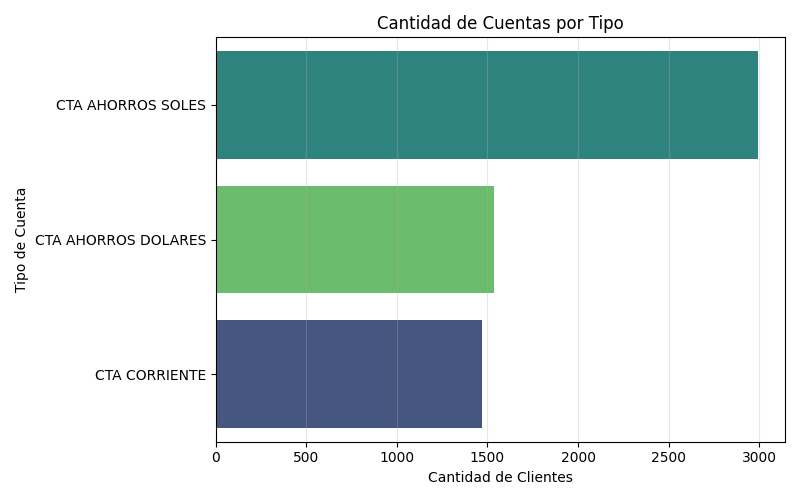 Cantidad de Cuentas por Tipo
Tipo de Cuenta
CTA AHORROS SOLES
CTA AHORROS DOLARES
CTA CORRIENTE
0 500 1000 1500 2000 2500 3000
Cantidad de Clientes